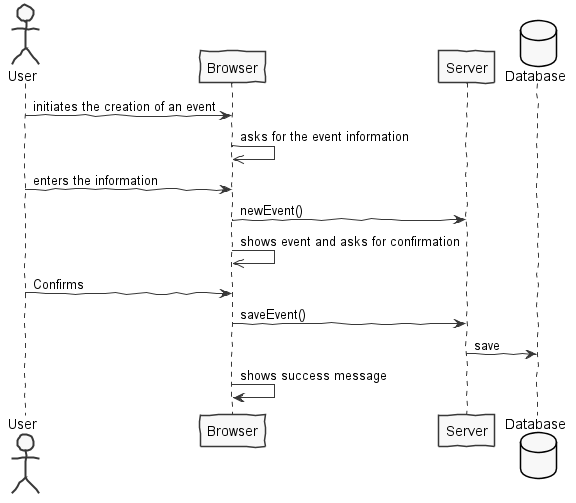 User
Browser
Server
Database
initiates the creation of an event
asks for the event information
enters the information
newEvent()
shows event and asks for confirmation
Confirms
saveEvent()
save
shows success message
User
Browser
Server
Database